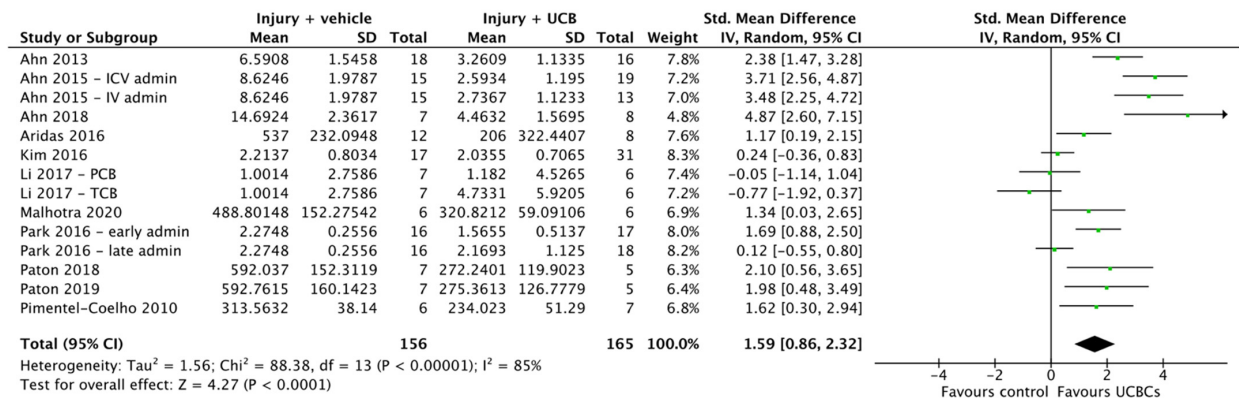 Injury + vehicle Injury + UCB Std. Mean Difference Std. Mean Difference
Study or Subgroup Mean SD Total Mean SD Total Weight IV, Random, 95% CI IV, Random, 95% CI
Ahn 2013 6.5908 1.5458 18 3.2609 1.1335 16 7.8% 2.38 [1.47, 3.28]
Ahn 2015 – ICV admin 8.6246 1.9787 15 2.5934 1.195 19 7.2% 3.71 [2.56, 4.87]
Ahn 2015 – IV admin 8.6246 1.9787 15 2.7367 1.1233 13 7.0% 3.48 [2.25, 4.72]
Ahn 2018 14.6924 2.3617 7 4.4632 1.5695 8 4.8% 4.87 [2.60, 7.15]
Aridas 2016 537 232.0948 12 206 322.4407 8 7.6% 1.17 [0.19, 2.15]
Kim 2016 2.2137 0.8034 17 2.0355 0.7065 31 8.3% 0.24 [-0.36, 0.83]
Li 2017 – PCB 1.0014 2.7586 7 1.182 4.5265 6 7.4% -0.05 [-1.14, 1.04]
Li 2017 – TCB 1.0014 2.7586 7 4.7331 5.9205 6 7.2% -0.77 [-1.92, 0.37]
Malhotra 2020 488.80148 152.27542 6 320.8212 59.09106 6 6.9% 1.34 [0.03, 2.65]
Park 2016 – early admin 2.2748 0.2556 16 1.5655 0.5137 17 8.0% 1.69 [0.88, 2.50]
Park 2016 – late admin 2.2748 0.2556 16 2.1693 1.125 18 8.2% 0.12 [-0.55, 0.80]
Paton 2018 592.037 152.3119 7 272.2401 119.9023 5 6.3% 2.10 [0.56, 3.65]
Paton 2019 592.7615 160.1423 7 275.3613 126.7779 5 6.4% 1.98 [0.48, 3.49]
Pimentel–Coelho 2010 313.5632 38.14 6 234.023 51.29 7 6.8% 1.62 [0.30, 2.94]
Total (95% CI) 156 165 100.0% 1.59 [0.86, 2.32]
Heterogeneity: Tau² = 1.56; Chi² = 88.38, df = 13 (P < 0.00001); I² = 85%
Test for overall effect: Z = 4.27 (P < 0.0001)
-4 -2 0 2 4
Favours control Favours UCBCs